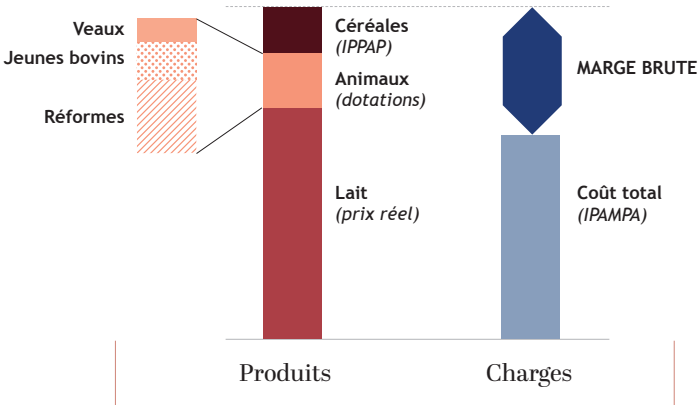 Veaux
Jeunes bovins
Réformes
Céréales
(IPPAP)
Animaux
(dotations)
Lait
(prix réel)
MARGE BRUTE
Coût total
(IPAMPA)
Produits
Charges